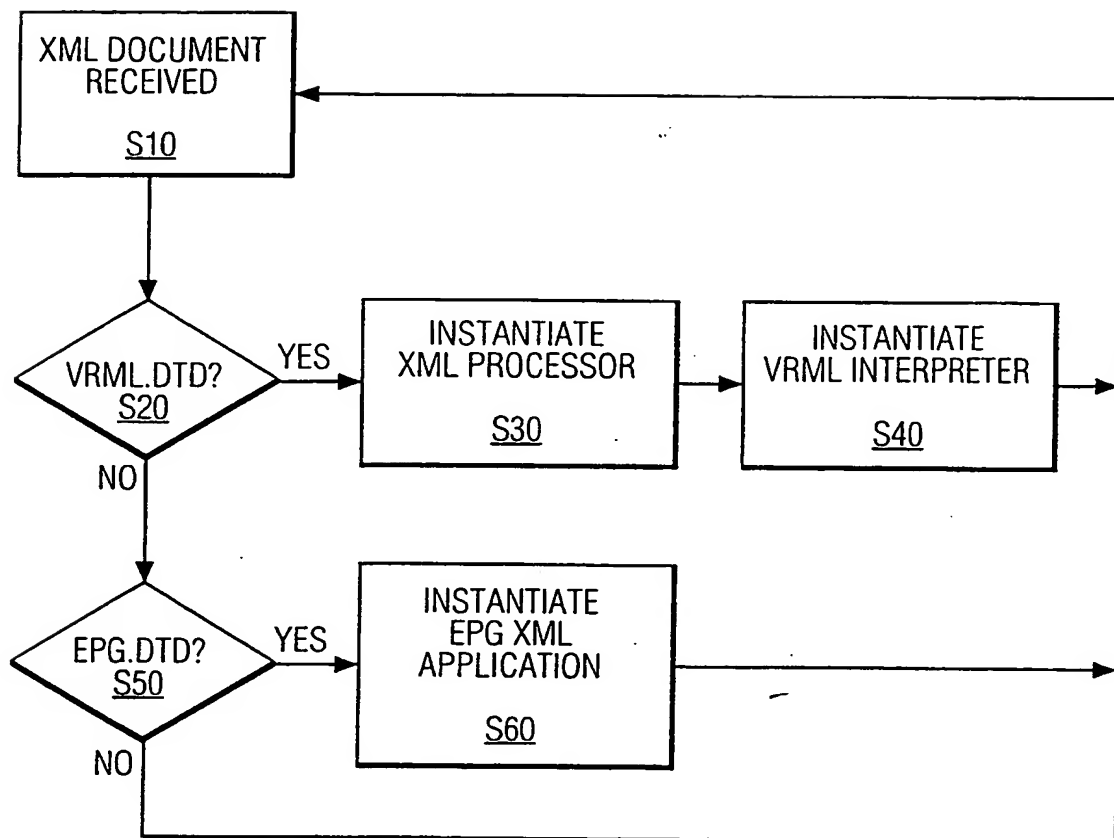 XML DOCUMENT
RECEIVED
S10
VRML.DTD?
S20
YES
NO
INSTANTIATE
XML PROCESSOR
S30
INSTANTIATE
VRML INTERPRETER
S40
EPG.DTD?
S50
YES
NO
INSTANTIATE
EPG XML
APPLICATION
S60